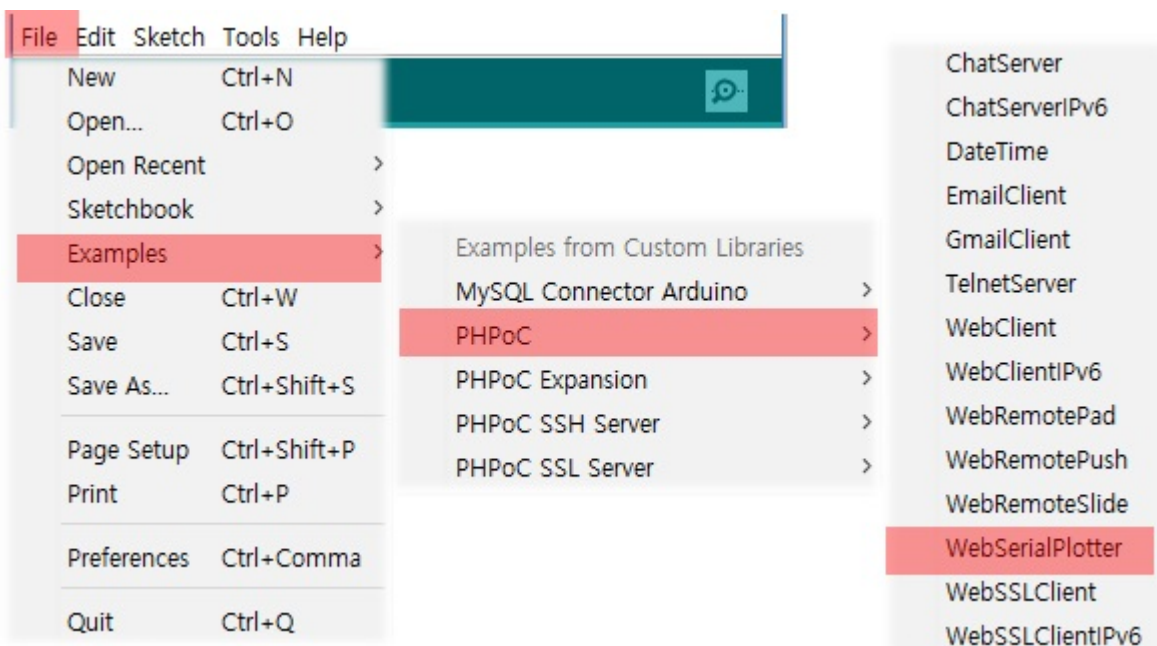 File Edit Sketch Tools Help
New Ctrl+N
Open... Ctrl+O
Open Recent
Sketchbook
Examples
Close Ctrl+W
Save Ctrl+S
Save As... Ctrl+Shift+S
Page Setup Ctrl+Shift+P
Print Ctrl+P
Preferences Ctrl+Comma
Quit Ctrl+Q
Examples from Custom Libraries
MySQL Connector Arduino
PHPoC
PHPoC Expansion
PHPoC SSH Server
PHPoC SSL Server
ChatServer
ChatServerIPv6
DateTime
EmailClient
GmailClient
TelnetServer
WebClient
WebClientIPv6
WebRemotePad
WebRemotePush
WebRemoteSlide
WebSerialPlotter
WebSSLClient
WebSSLClientIPv6